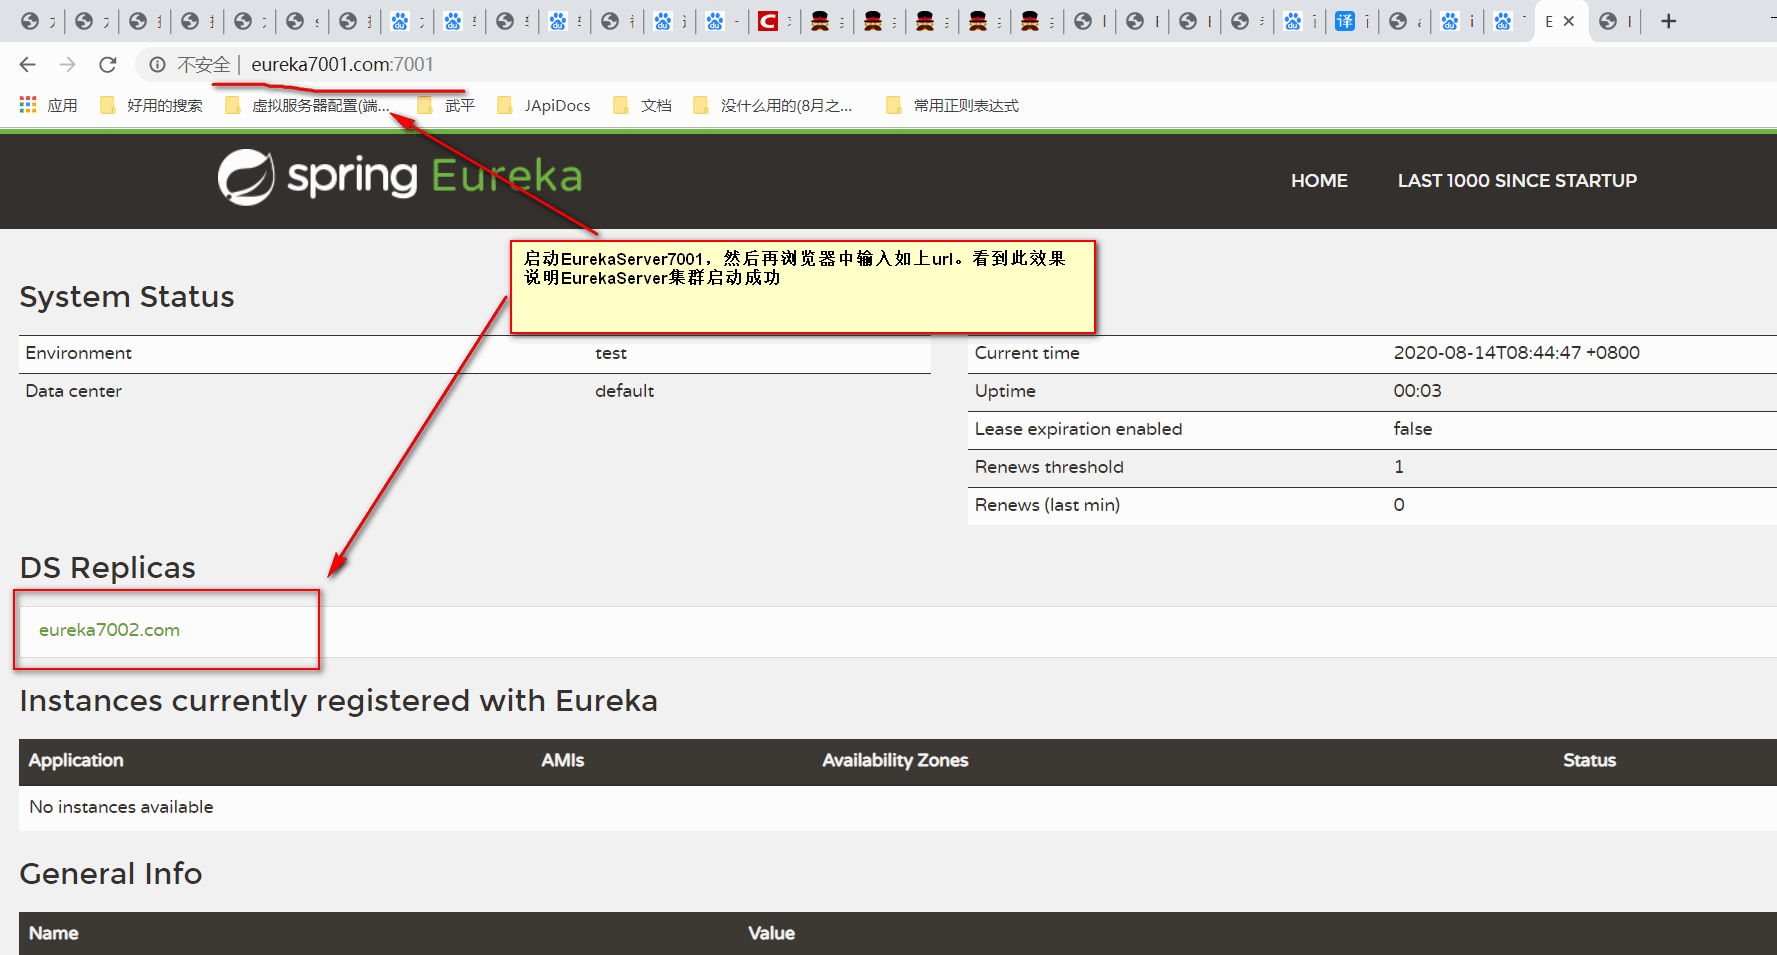 不安全 eureka7001.com:7001
应用 好用的搜索 虚拟服务器配置(端... 武平 JApiDocs 文档 没什么用的(8月之... 常用正则表达式
spring Eureka
HOME LAST 1000 SINCE STARTUP
启动EurekaServer7001，然后再浏览器中输入如上url。看到此效果
说明EurekaServer集群启动成功
System Status
Environment test
Data center default
Current time 2020-08-14T08:44:47 +0800
Uptime 00:03
Lease expiration enabled false
Renews threshold 1
Renews (last min) 0
DS Replicas
eureka7002.com
Instances currently registered with Eureka
Application AMIs Availability Zones Status
No instances available
General Info
Name Value